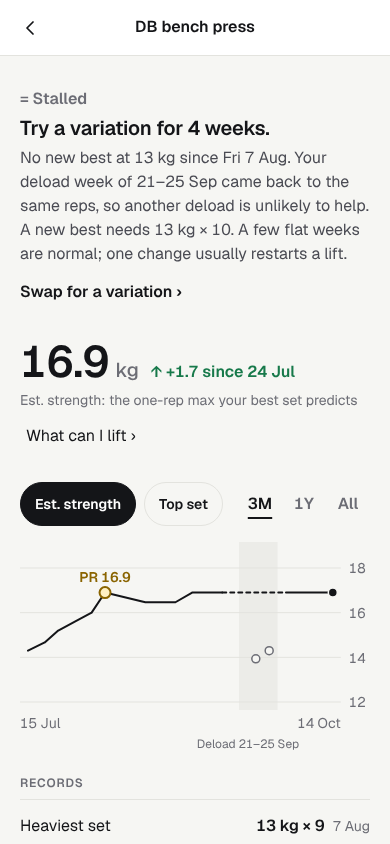 DB bench press
= Stalled
Try a variation for 4 weeks.
No new best at 13 kg since Fri 7 Aug. Your
deload week of 21–25 Sep came back to the
same reps, so another deload is unlikely to help.
A new best needs 13 kg × 10. A few flat weeks
are normal; one change usually restarts a lift.
Swap for a variation ›
16.9 kg ↑ +1.7 since 24 Jul
Est. strength: the one-rep max your best set predicts
What can I lift ›
Est. strength Top set 3M 1Y All
PR 16.9
18
16
14
12
15 Jul 14 Oct
Deload 21–25 Sep
RECORDS
Heaviest set 13 kg × 9 7 Aug